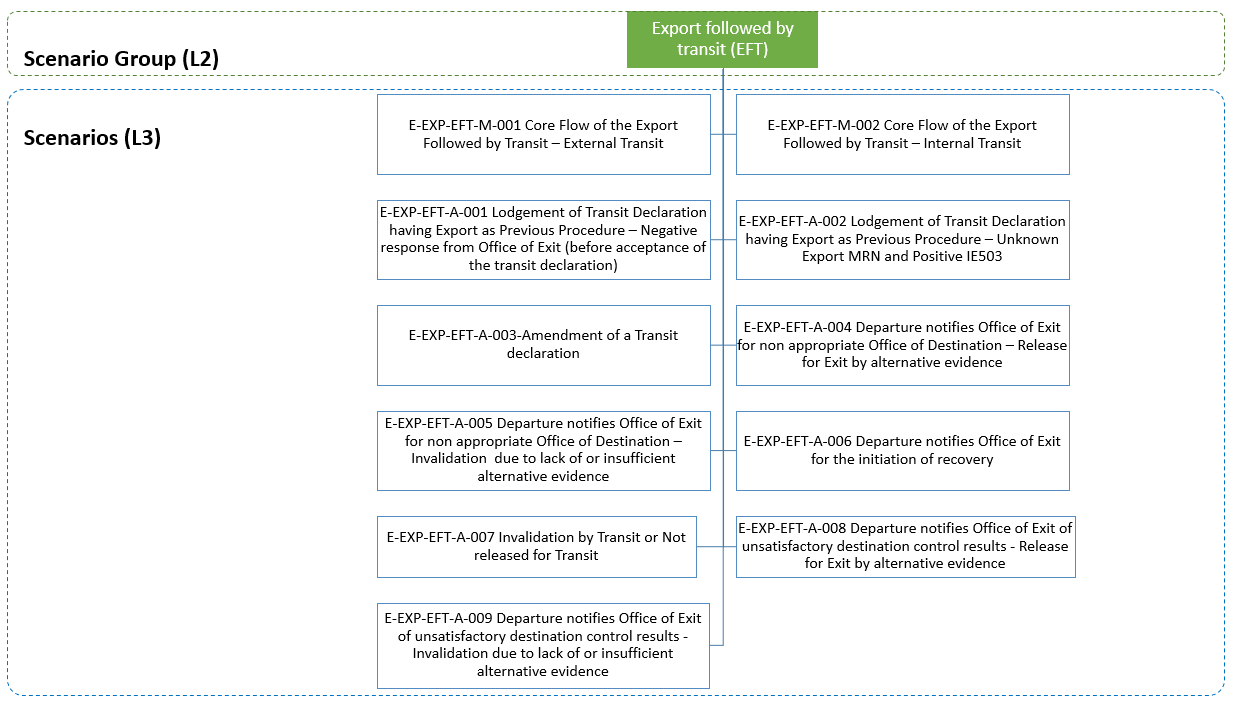 Export followed by
transit (EFT)
Scenario Group (L2)
Scenarios (L3)
E-EXP-EFT-M-001 Core Flow of the Export
Followed by Transit – External Transit
E-EXP-EFT-M-002 Core Flow of the Export
Followed by Transit – Internal Transit
E-EXP-EFT-A-001 Lodgement of Transit Declaration
having Export as Previous Procedure – Negative
response from Office of Exit (before acceptance of
the transit declaration)
E-EXP-EFT-A-002 Lodgement of Transit Declaration
having Export as Previous Procedure – Unknown
Export MRN and Positive IE503
E-EXP-EFT-A-003-Amendment of a Transit
declaration
E-EXP-EFT-A-004 Departure notifies Office of Exit
for non appropriate Office of Destination – Release
for Exit by alternative evidence
E-EXP-EFT-A-005 Departure notifies Office of Exit
for non appropriate Office of Destination –
Invalidation  due to lack of or insufficient
alternative evidence
E-EXP-EFT-A-006 Departure notifies Office of Exit
for the initiation of recovery
E-EXP-EFT-A-007 Invalidation by Transit or Not
released for Transit
E-EXP-EFT-A-008 Departure notifies Office of Exit of
unsatisfactory destination control results - Release
for Exit by alternative evidence
E-EXP-EFT-A-009 Departure notifies Office of Exit
of unsatisfactory destination control results -
Invalidation due to lack of or insufficient
alternative evidence